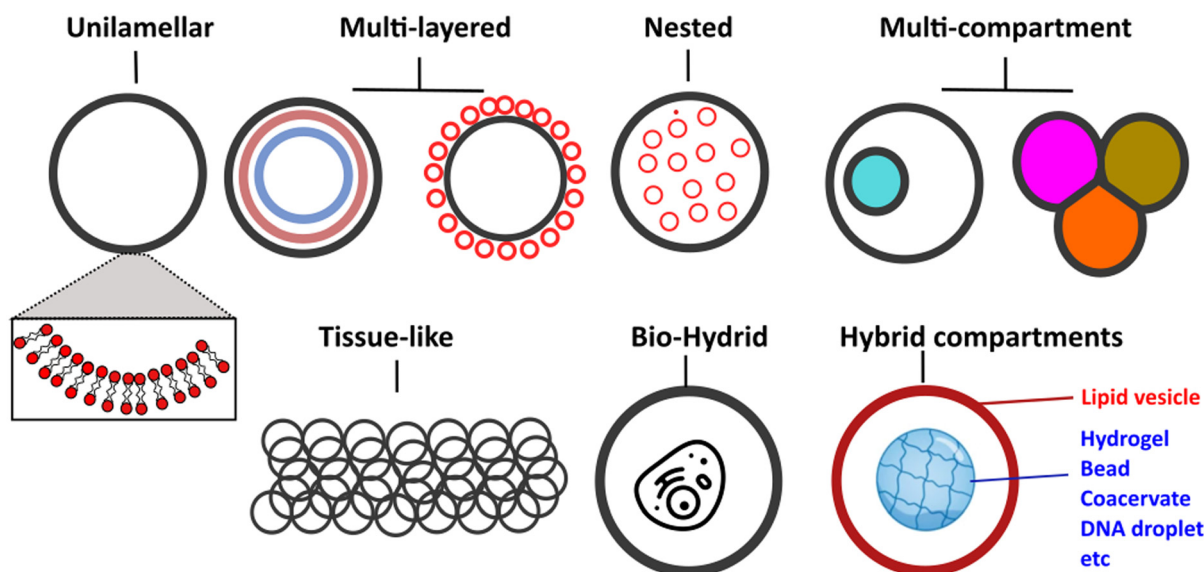 Unilamellar
Multi-layered
Nested
Multi-compartment
Tissue-like
Bio-Hydrid
Hybrid compartments
Lipid vesicle
Hydrogel
Bead
Coacervate
DNA droplet
etc